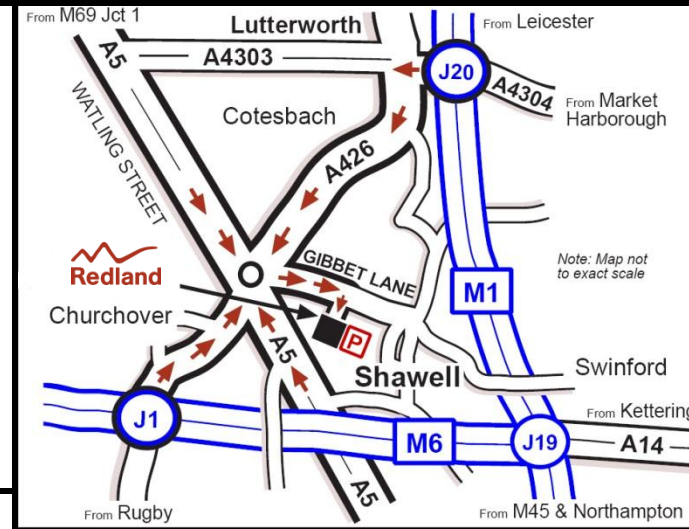 From M69 Jct 1
Lutterworth
From Leicester
A5
A4303
J20
A4304
From Market
Harborough
WATLING STREET
Cotesbach
A426
Redland
GIBBET LANE
Note: Map not
to exact scale
M1
Churchover
P
A5
Shawell
Swinford
From Kettering
J1
M6
J19
A14
A5
From Rugby
From M45 & Northampton